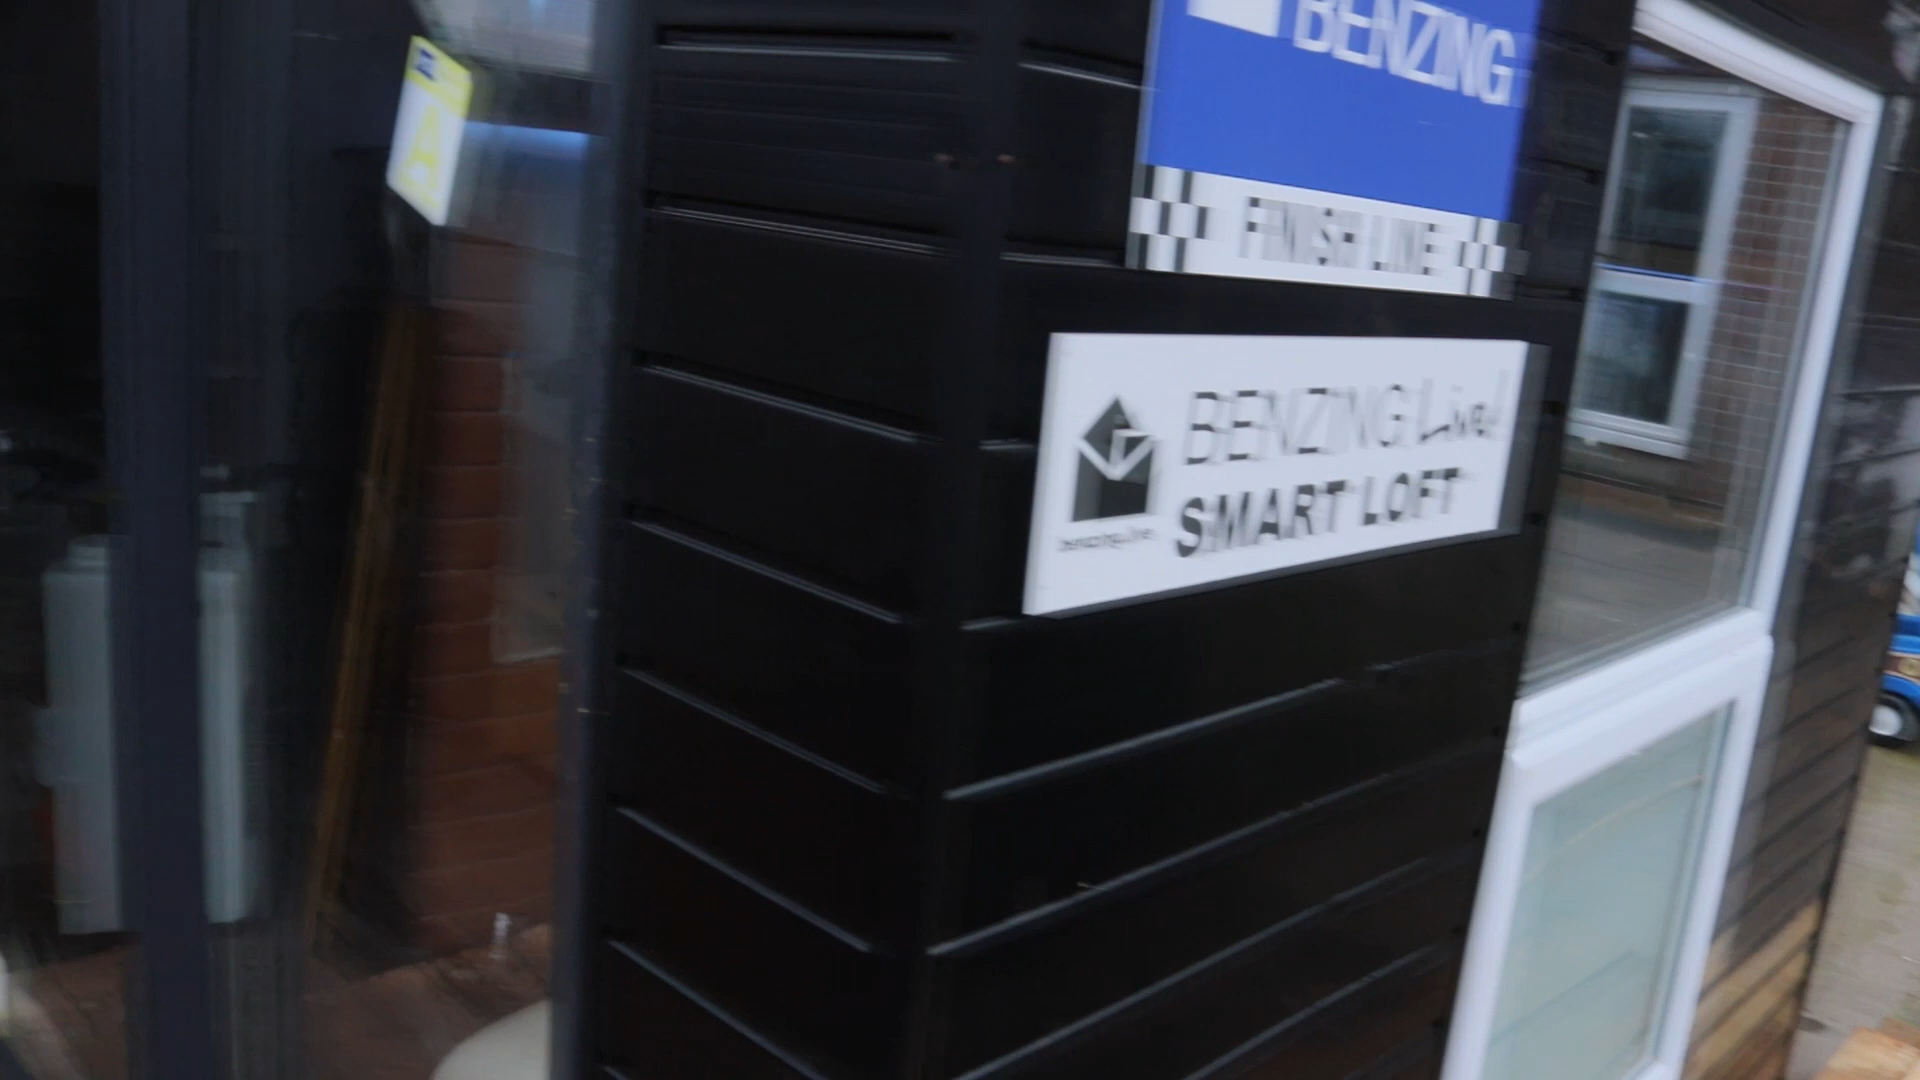 A
BENZING
FINISH LINE
BENZING Live!
SMART LOFT